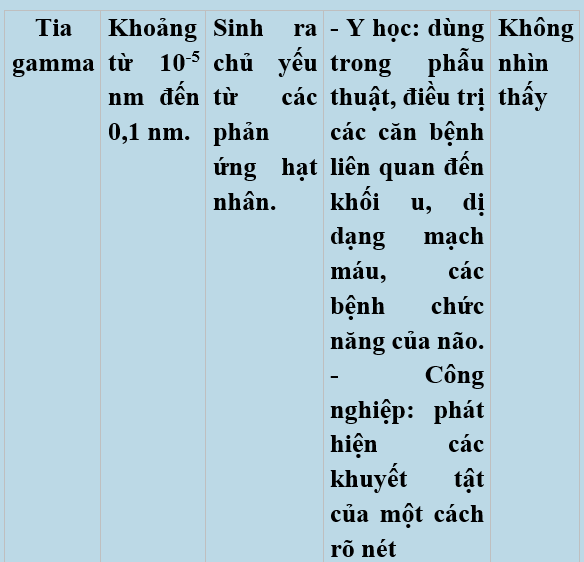 Tia
gamma
Khoảng
từ 10⁻⁵
nm đến
0,1 nm.
Sinh ra
chủ yếu
từ các
phản
ứng hạt
nhân.
- Y học: dùng
trong phẫu
thuật, điều trị
các căn bệnh
liên quan đến
khối u, dị
dạng mạch
máu, các
bệnh chức
năng của não.
- Công
nghiệp: phát
hiện các
khuyết tật
của một cách
rõ nét
Không
nhìn
thấy